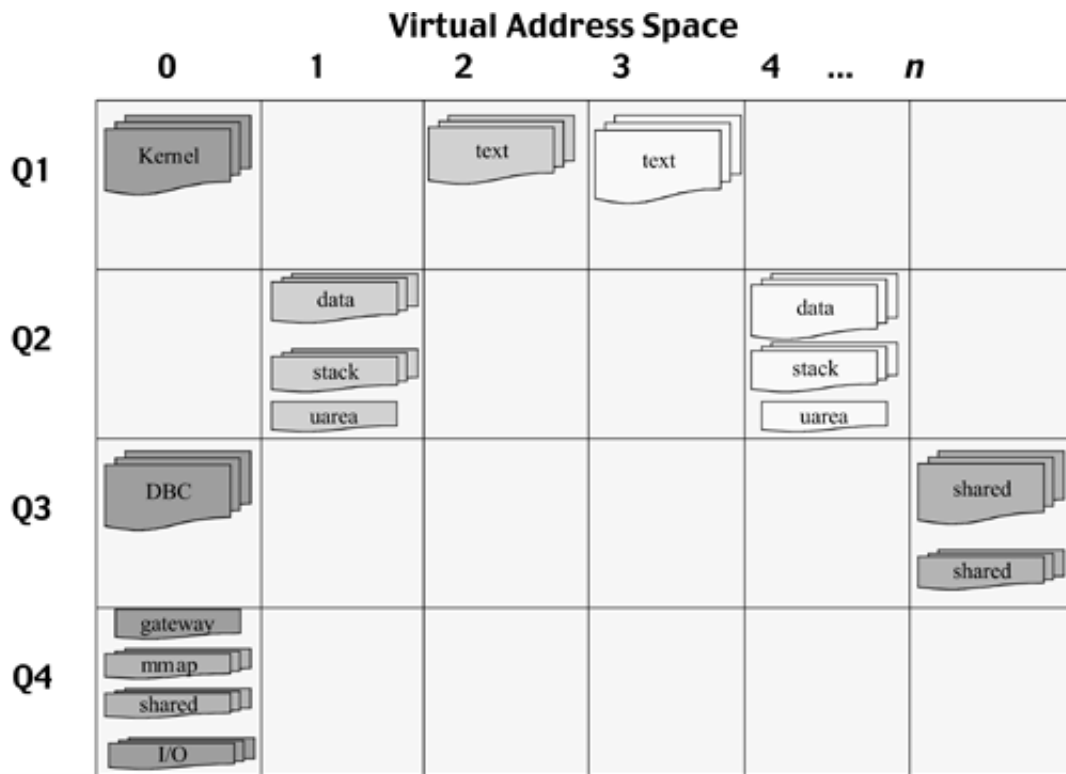 Virtual Address Space
0 1 2 3 4 ... n
Q1
Kernel text text
Q2
data data
stack stack
uarea uarea
Q3
DBC shared
shared
Q4
gateway
mmap
shared
I/O